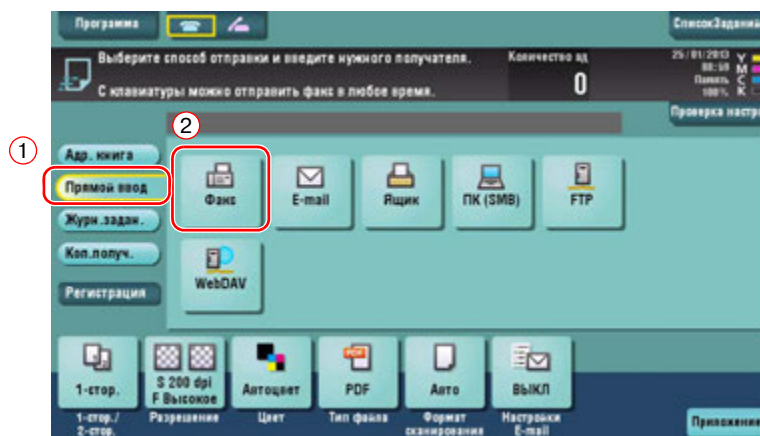 Программа
СписокЗадани
Выберите способ отправки и введите нужного получателя.
С клавиатуры можно отправить факс в любое время.
Количество ад
0
25/01/2013
Память
100%
Y
M
C
K
Проверка настр
①
②
Адр. книга
Прямой ввод
Журн.задан.
Коп.получ.
Регистрация
Факс
E-mail
Ящик
ПК (SMB)
FTP
WebDAV
1-стор.
S 200 dpi
F Высокое
Автоцвет
PDF
Авто
ВЫКЛ
1-стор./
2-стор.
Разрешение
Цвет
Тип файла
Формат
сканирования
Настройки
E-mail
Приложение